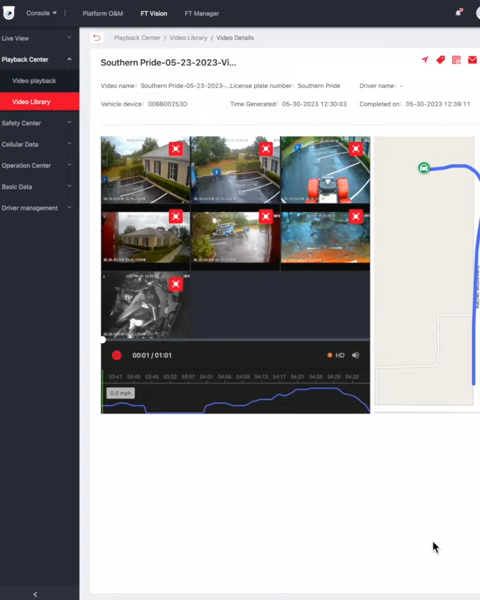 Console
Platform O&M
FT Vision
FT Manager
Live View
Playback Center
Video playback
Video Library
Safety Center
Cellular Data
Operation Center
Basic Data
Driver management
Playback Center / Video Library / Video Details
Southern Pride-05-23-2023-Vi...
Video name: Southern Pride-05-23-2023-...
License plate number: Southern Pride
Driver name: -
Vehicle device: 00BB00253D
Time Generated: 05-30-2023 12:30:03
Completed on: 05-30-2023 12:39:11
00:01 / 01:01
HD
0.0 mph